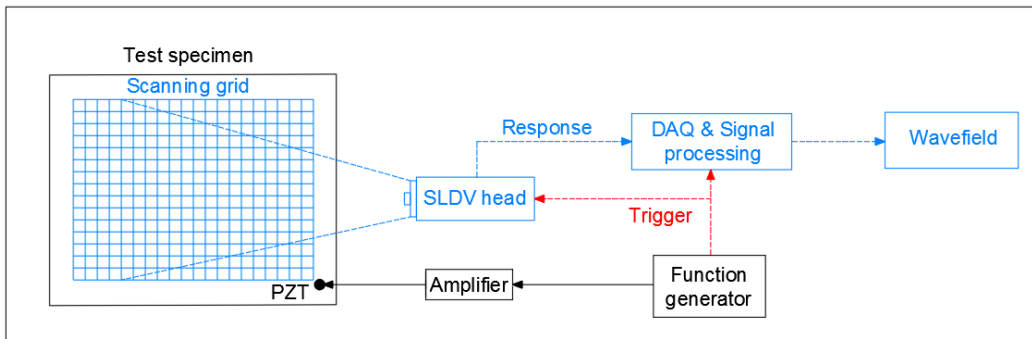 Test specimen
Scanning grid
Response
DAQ & Signal
processing
Wavefield
SLDV head
Trigger
PZT
Amplifier
Function
generator